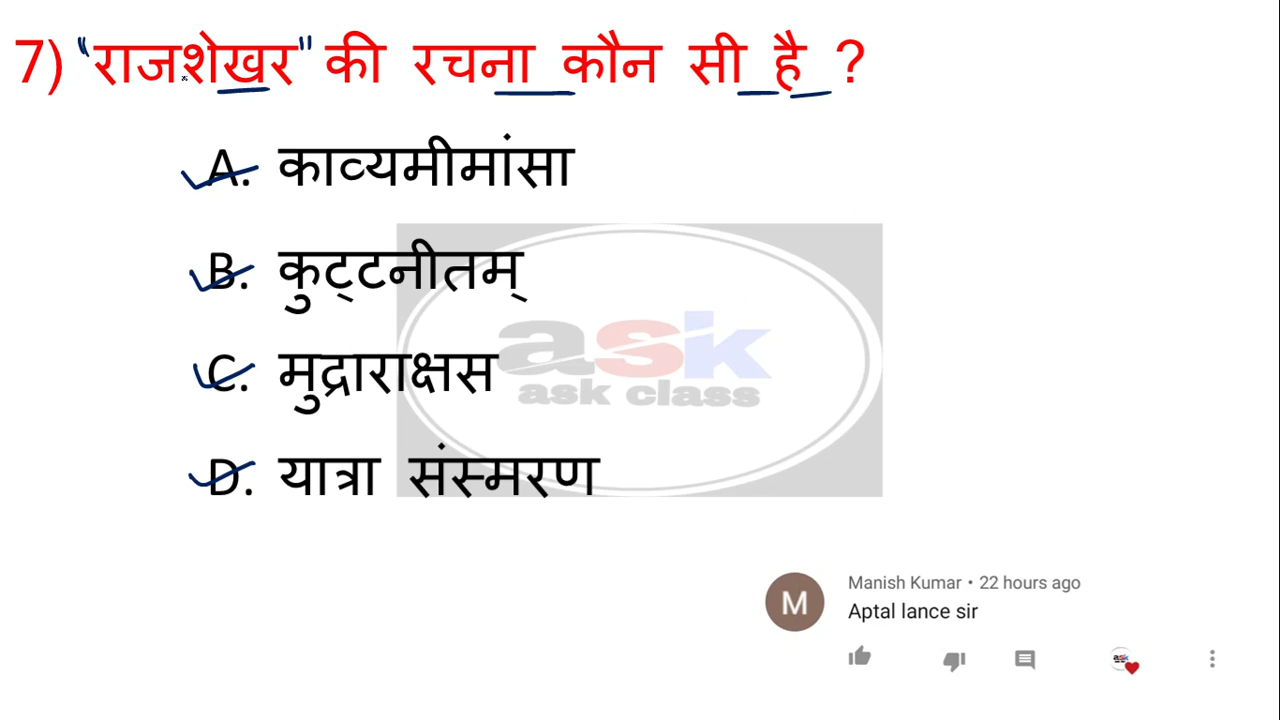 7) "राजशेखर" की रचना कौन सी है ?
A. काव्यमीमांसा
B. कुट्टनीतम्
C. मुद्राराक्षस
D. यात्रा संस्मरण
ask
ask class
M
Manish Kumar • 22 hours ago
Aptal lance sir
ask